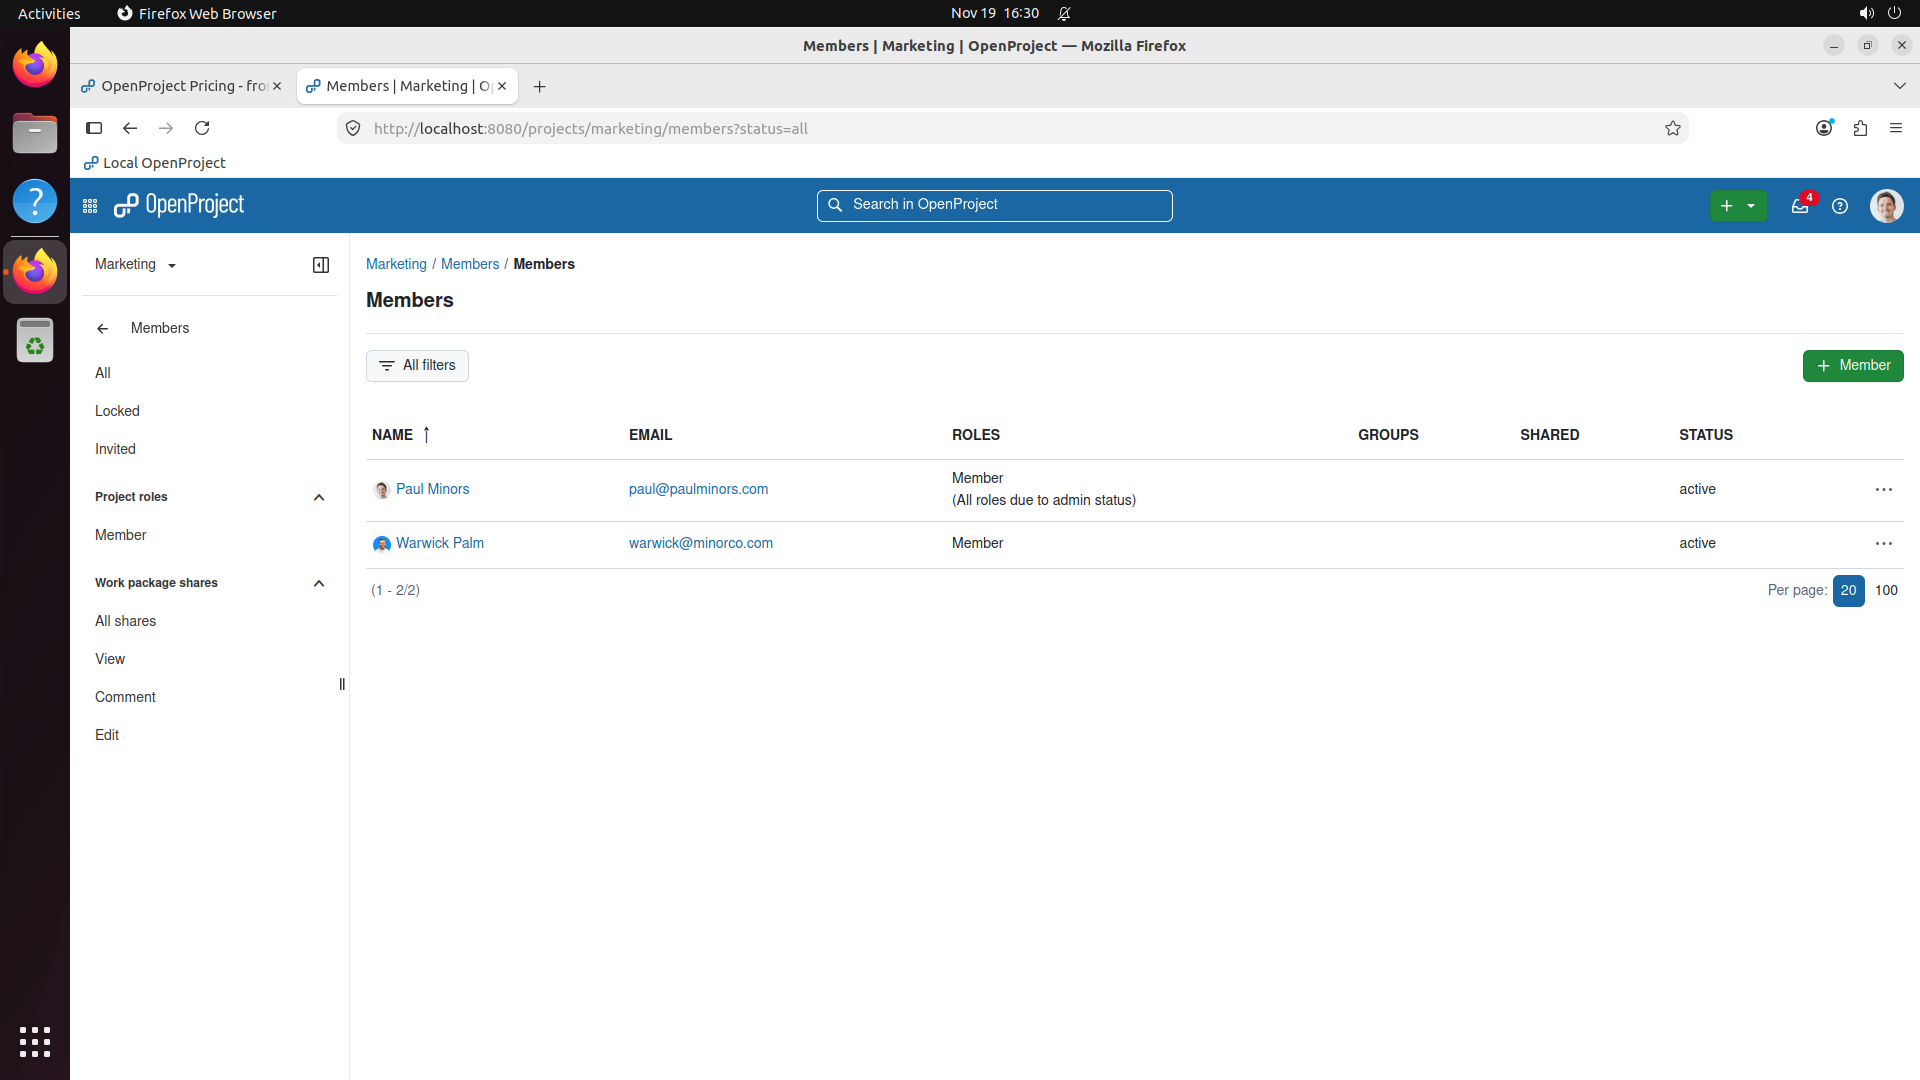 Activities
Firefox Web Browser
Nov 19 16:30
Members | Marketing | OpenProject — Mozilla Firefox
OpenProject Pricing - fro
Members | Marketing | O
http://localhost:8080/projects/marketing/members?status=all
Local OpenProject
OpenProject
Search in OpenProject
4
Marketing
Marketing / Members / Members
Members
Members
All filters
Member
All
Locked
Invited
Project roles
Member
Work package shares
All shares
View
Comment
Edit
NAME EMAIL ROLES GROUPS SHARED STATUS
Paul Minors paul@paulminors.com Member active
(All roles due to admin status)
Warwick Palm warwick@minorco.com Member active
(1 - 2/2)
Per page: 20 100